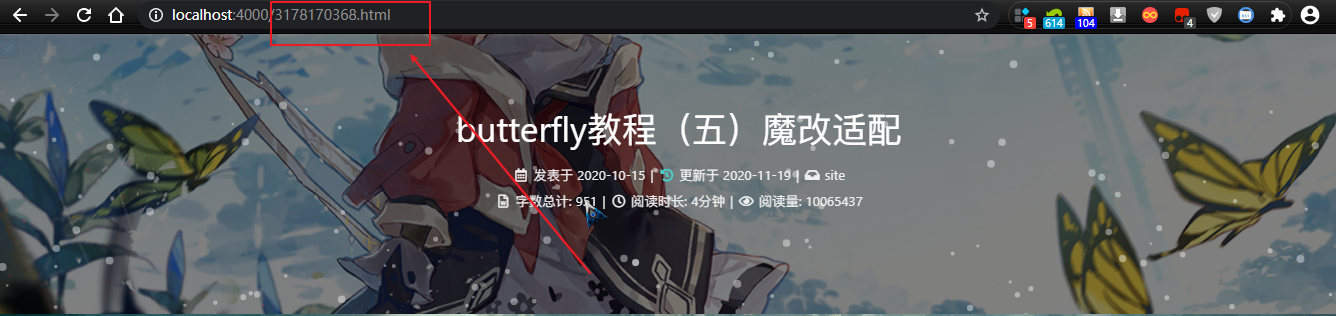 localhost:4000/3178170368.html
5
614
104
4
butterfly教程（五）魔改适配
发表于 2020-10-15 | 更新于 2020-11-19 | site
字数总计: 951 | 阅读时长: 4分钟 | 阅读量: 10065437